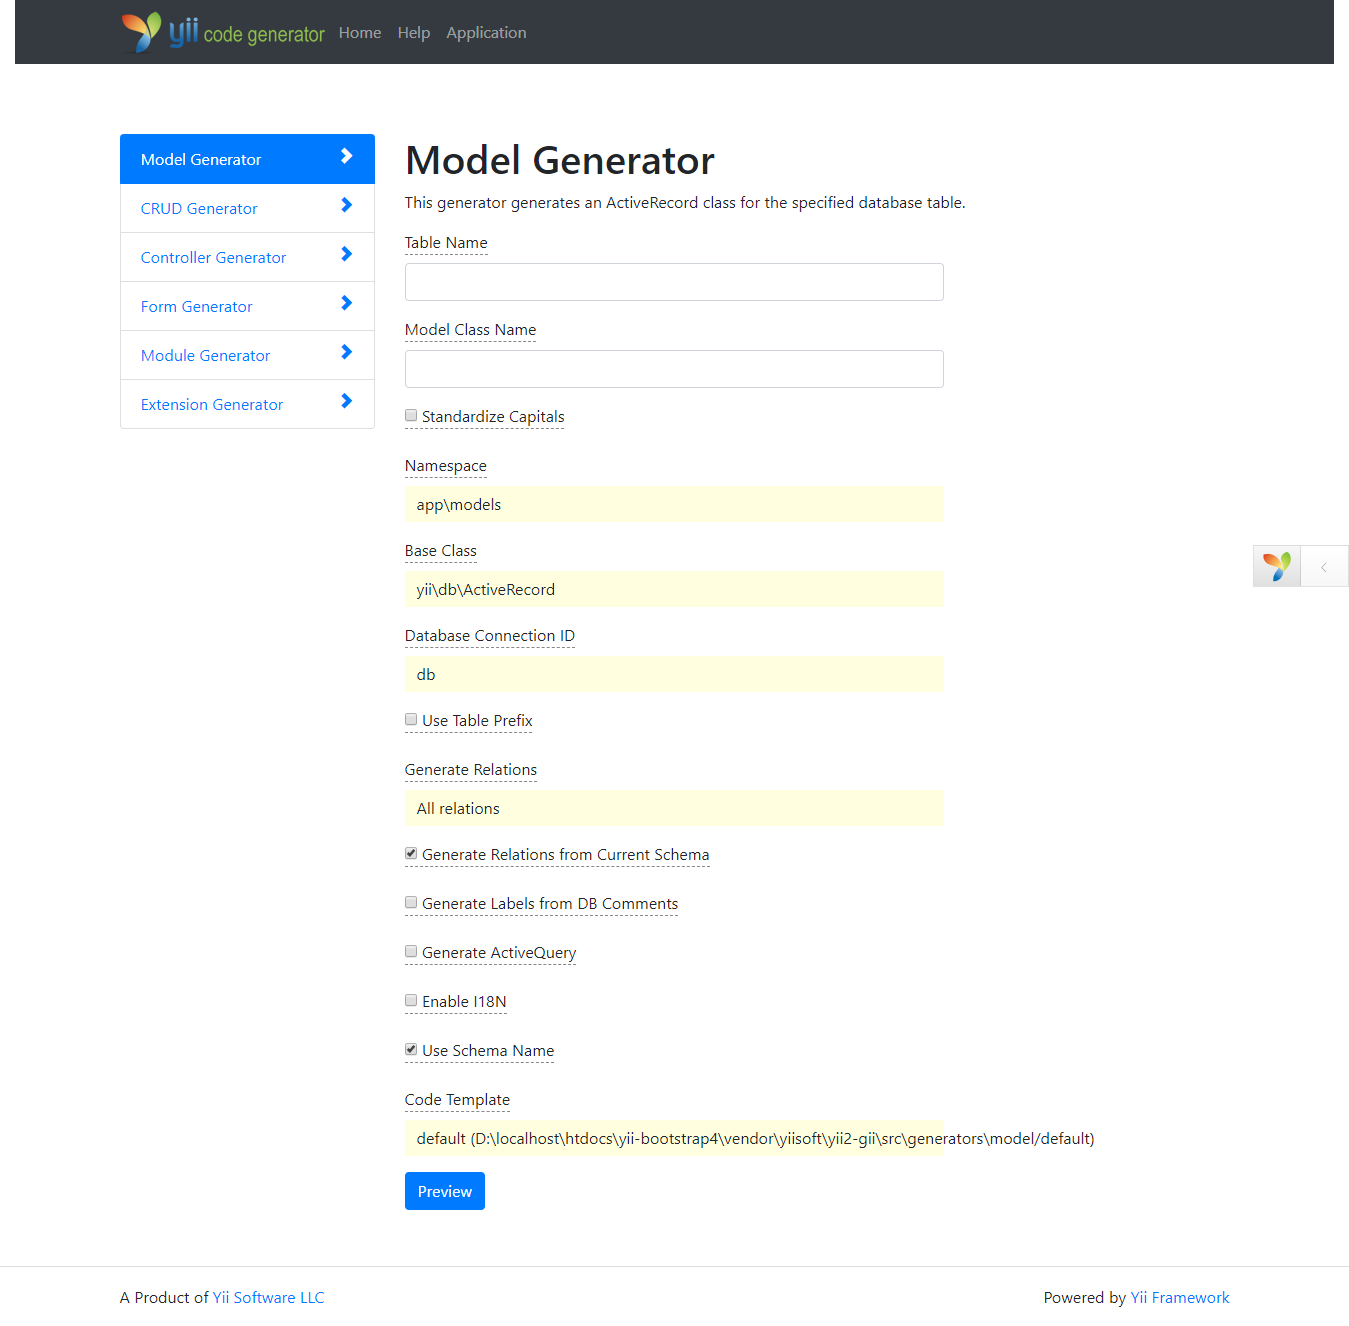 yii code generator Home Help Application
Model Generator
CRUD Generator
Controller Generator
Form Generator
Module Generator
Extension Generator
Model Generator
This generator generates an ActiveRecord class for the specified database table.
Table Name
Model Class Name
Standardize Capitals
Namespace
app\models
Base Class
yii\db\ActiveRecord
Database Connection ID
db
Use Table Prefix
Generate Relations
All relations
Generate Relations from Current Schema
Generate Labels from DB Comments
Generate ActiveQuery
Enable I18N
Use Schema Name
Code Template
default (D:\localhost\htdocs\yii-bootstrap4\vendor\yiisoft\yii2-gii\src\generators\model/default)
Preview
A Product of Yii Software LLC
Powered by Yii Framework